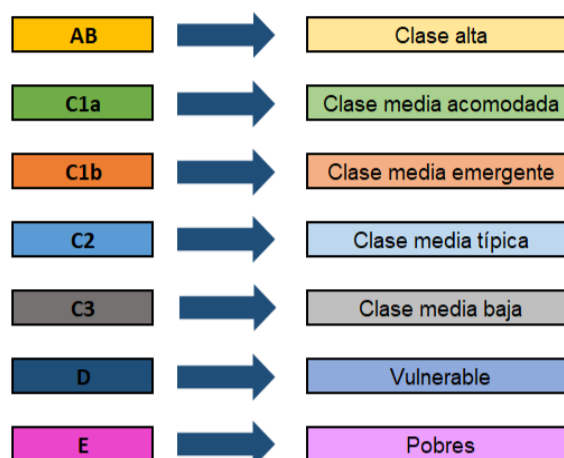 AB Clase alta
C1a Clase media acomodada
C1b Clase media emergente
C2 Clase media típica
C3 Clase media baja
D Vulnerable
E Pobres